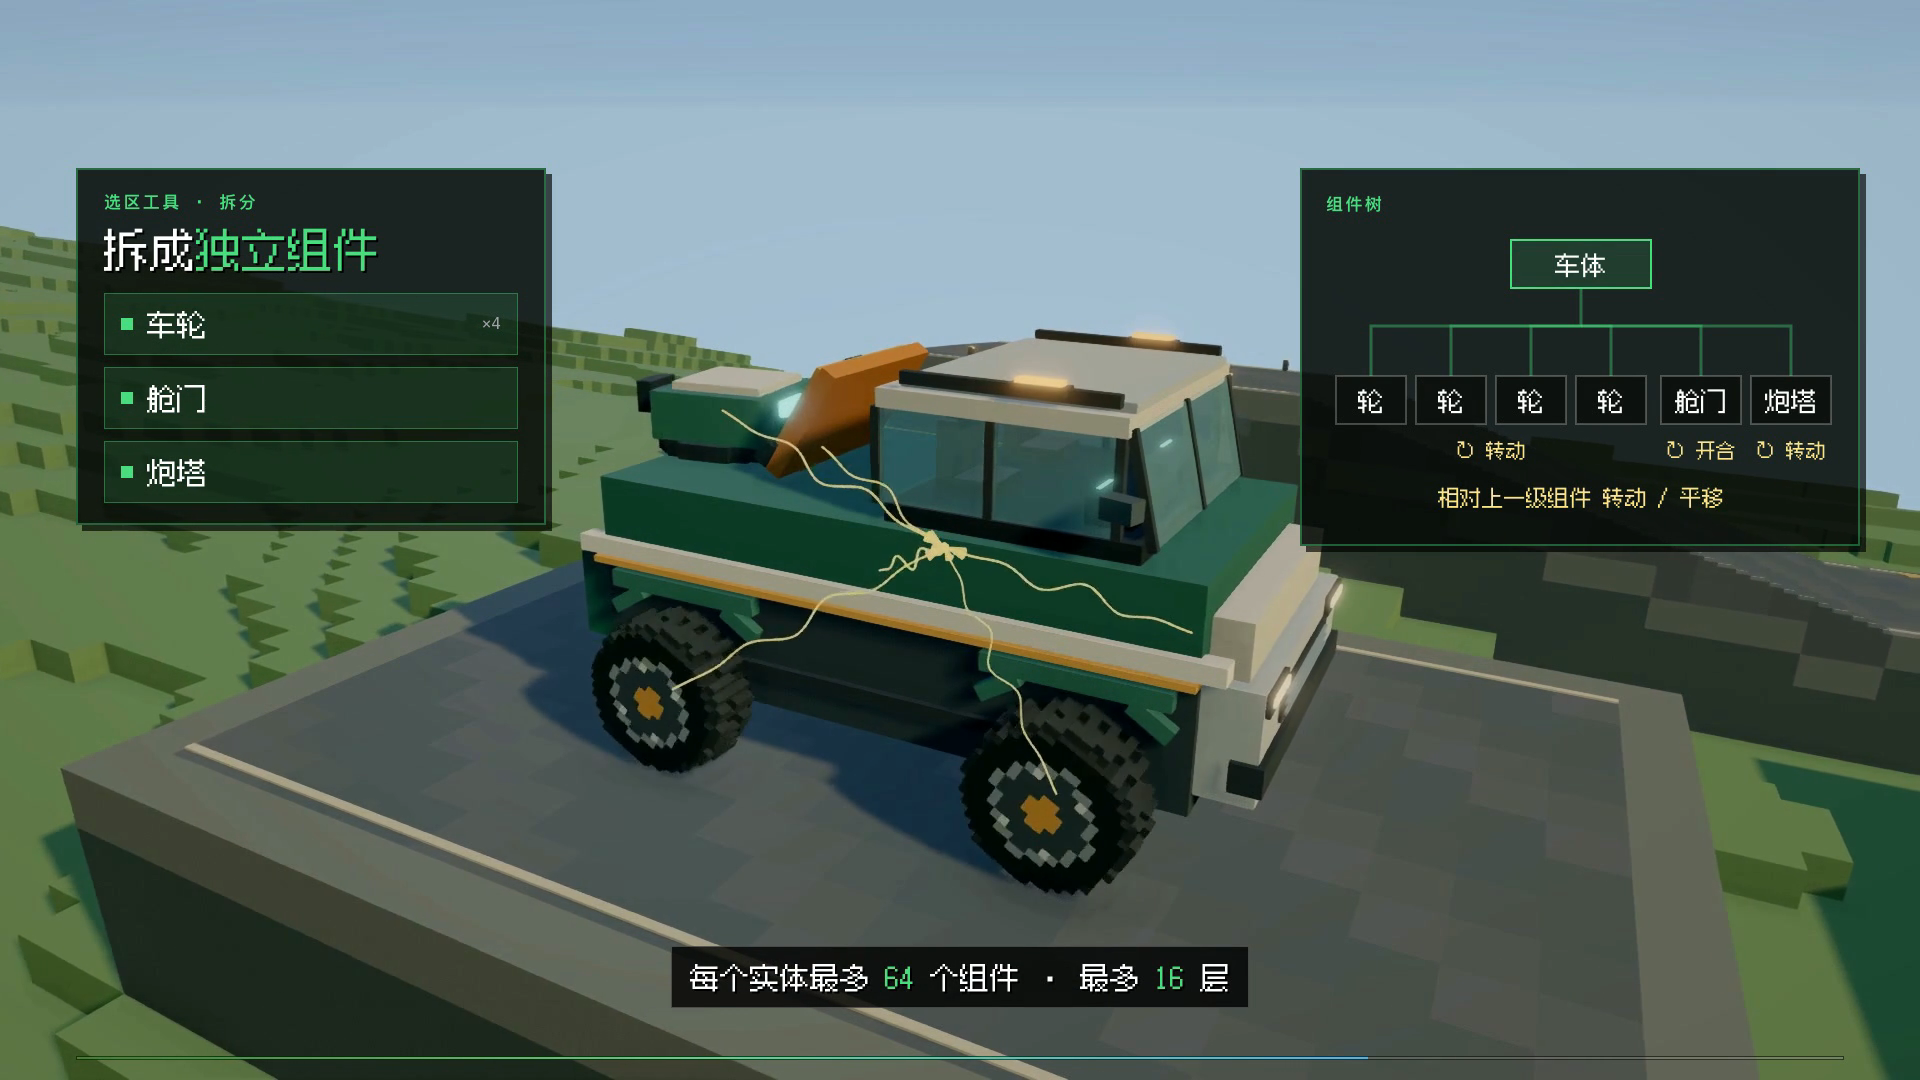 选区工具 · 拆分
拆成独立组件
车轮 ×4
舱门
炮塔
组件树
车体
轮 轮 轮 轮 舱门 炮塔
↻ 转动 ↻ 开合 ↻ 转动
相对上一级组件 转动 / 平移
每个实体最多 64 个组件 · 最多 16 层